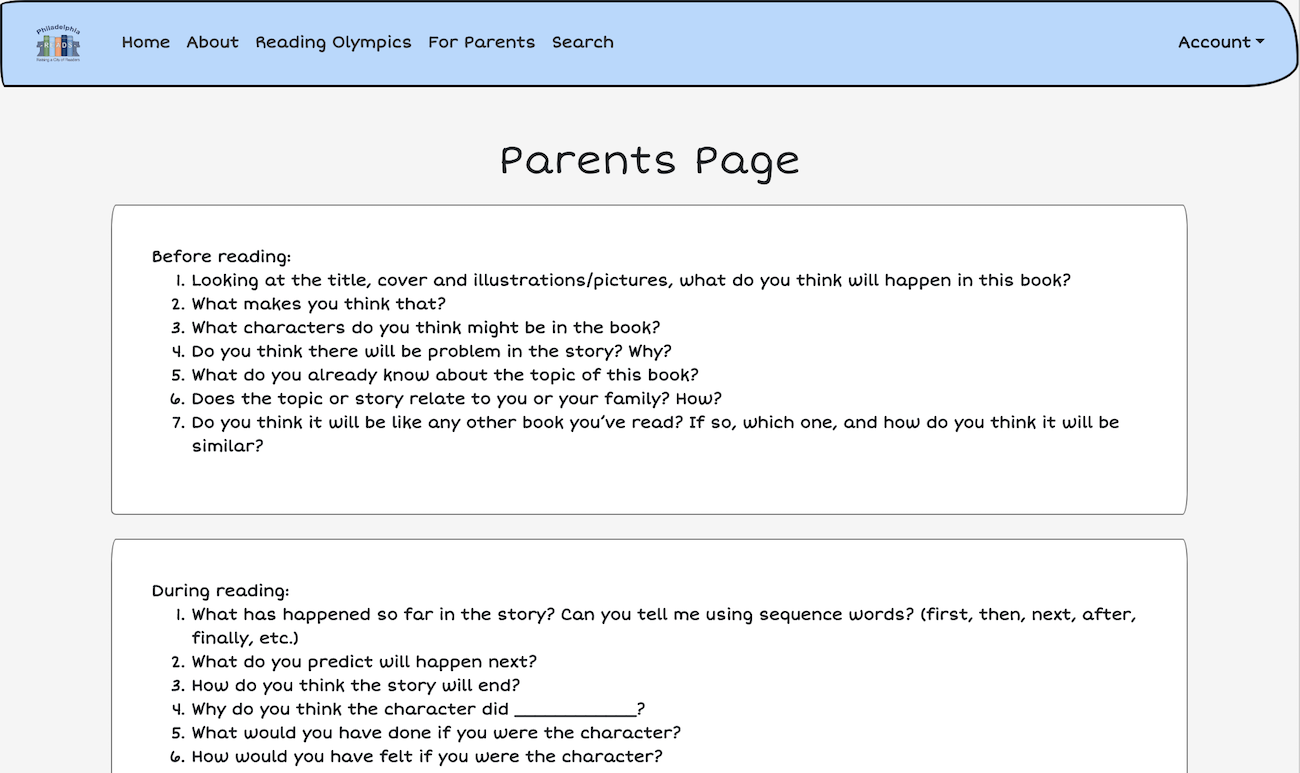 Philadelphia
READS
Home About Reading Olympics For Parents Search Account
Parents Page
Before reading:
1. Looking at the title, cover and illustrations/pictures, what do you think will happen in this book?
2. What makes you think that?
3. What characters do you think might be in the book?
4. Do you think there will be problem in the story? Why?
5. What do you already know about the topic of this book?
6. Does the topic or story relate to you or your family? How?
7. Do you think it will be like any other book you've read? If so, which one, and how do you think it will be
similar?
During reading:
1. What has happened so far in the story? Can you tell me using sequence words? (first, then, next, after,
finally, etc.)
2. What do you predict will happen next?
3. How do you think the story will end?
4. Why do you think the character did _____________?
5. What would you have done if you were the character?
6. How would you have felt if you were the character?